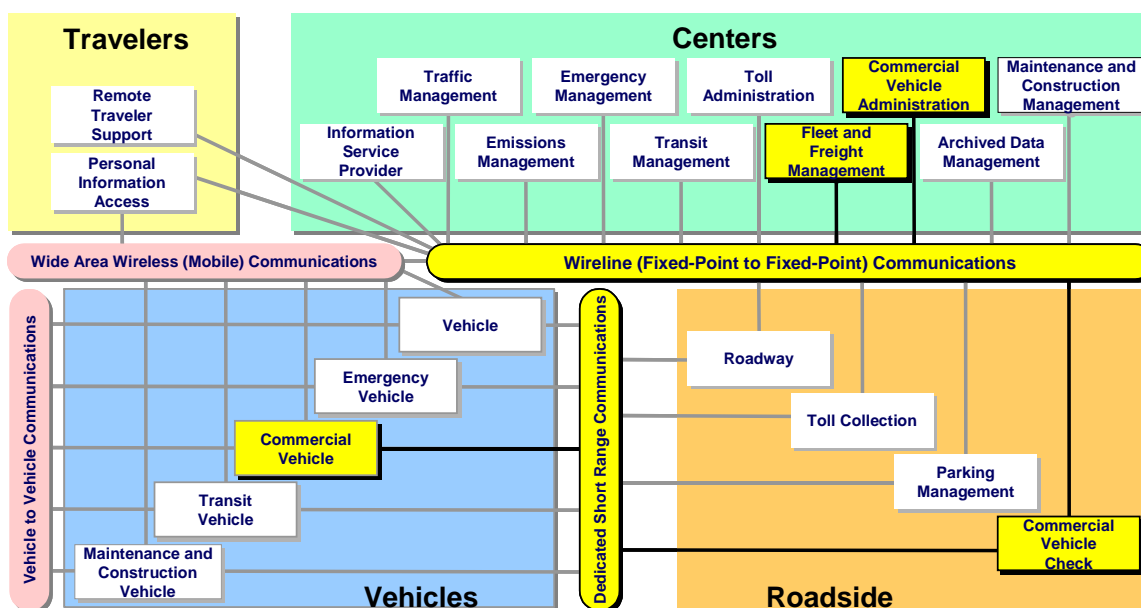 Travelers
Remote
Traveler
Support
Personal
Information
Access
Centers
Traffic
Management
Emergency
Management
Toll
Administration
Commercial
Vehicle
Administration
Maintenance and
Construction
Management
Information
Service
Provider
Emissions
Management
Transit
Management
Fleet and
Freight
Management
Archived Data
Management
Wide Area Wireless (Mobile) Communications
Wireline (Fixed-Point to Fixed-Point) Communications
Vehicle to Vehicle Communications
Vehicle
Emergency
Vehicle
Commercial
Vehicle
Transit
Vehicle
Maintenance and
Construction
Vehicle
Vehicles
Dedicated Short Range Communications
Roadway
Toll Collection
Parking
Management
Commercial
Vehicle
Check
Roadside